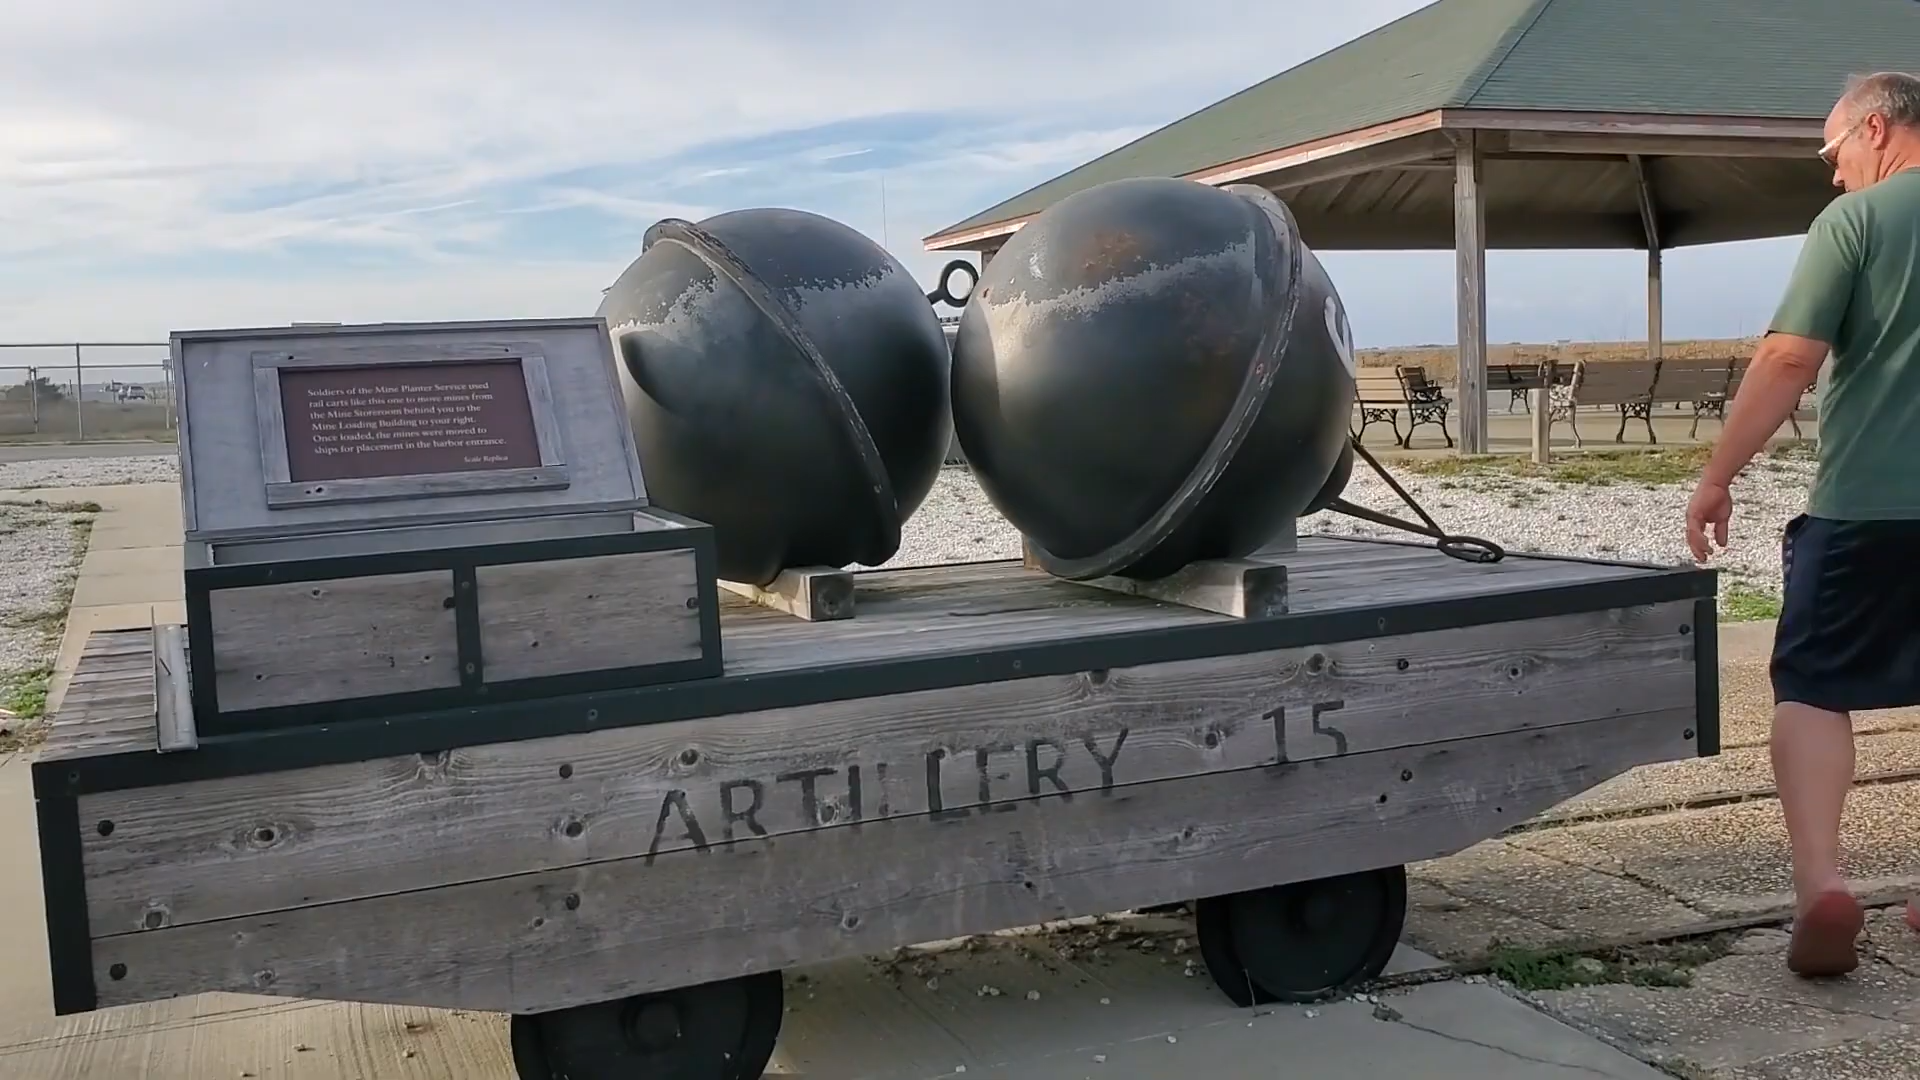 Soldiers of the Mine Planter Service used
rail carts like this one to move mines from
the Mine Storeroom behind you to the
Mine Loading Building to your right.
Once loaded, the mines were moved to
ships for placement in the harbor entrance.
Scale Replica
ARTILLERY 15